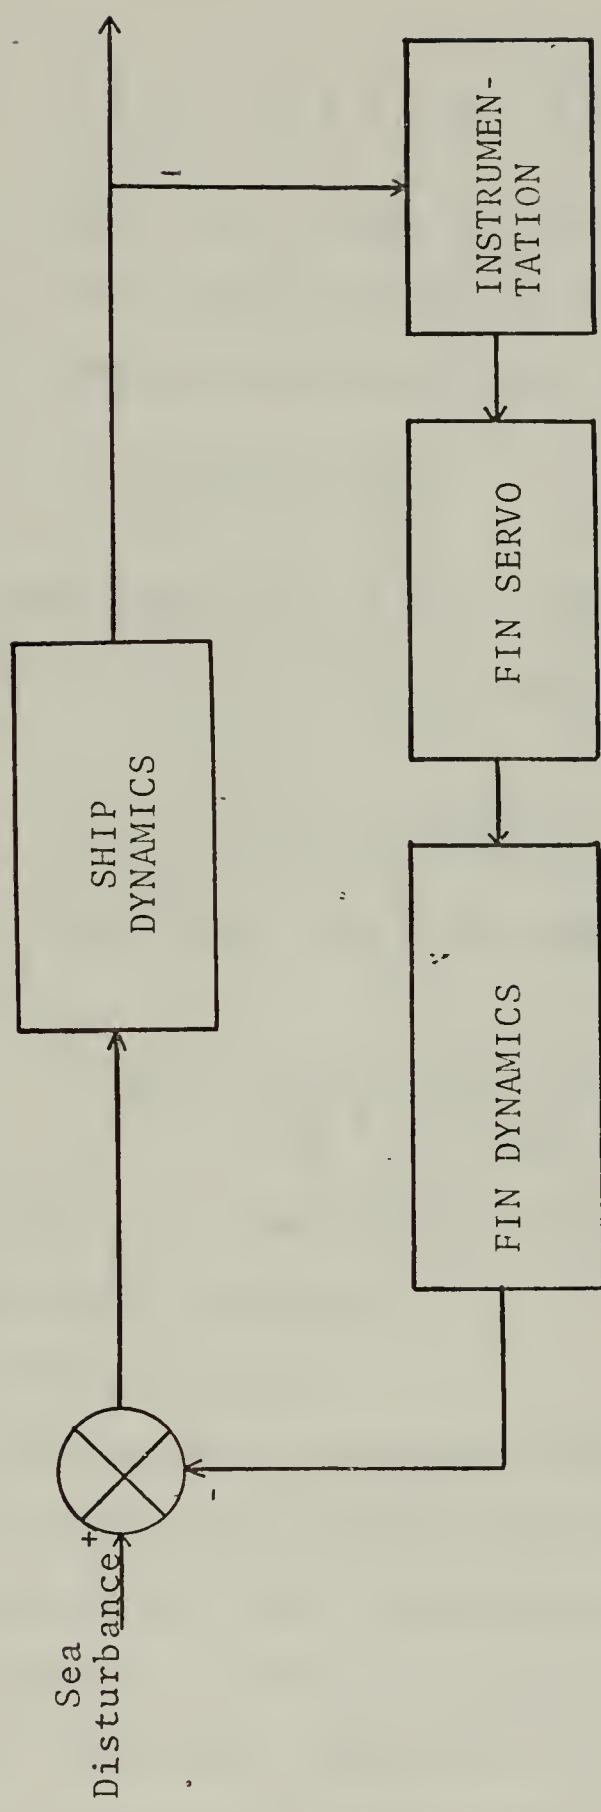 Sea
Disturbance
+
-
SHIP
DYNAMICS
-
FIN DYNAMICS
FIN SERVO
INSTRUMEN-
TATION